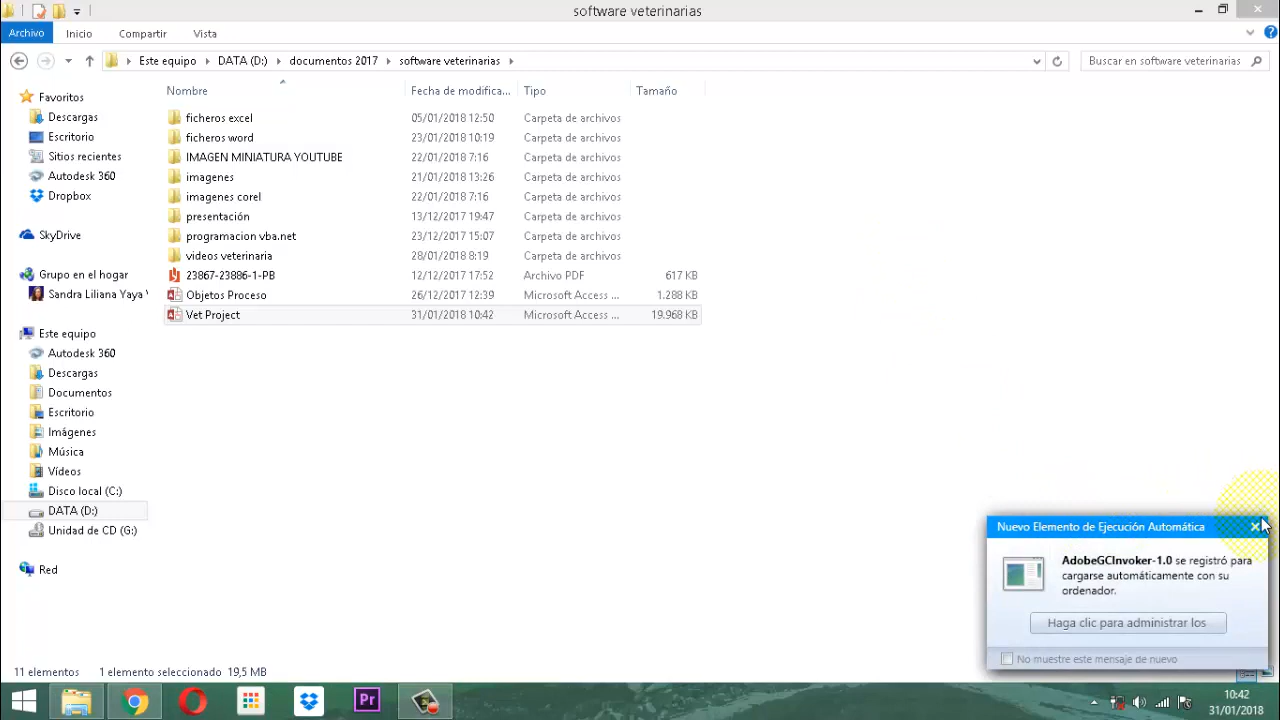 software veterinarias
Archivo Inicio Compartir Vista
Este equipo DATA (D:) documentos 2017 software veterinarias
Buscar en software veterinarias
Favoritos
Descargas
Escritorio
Sitios recientes
Autodesk 360
Dropbox
SkyDrive
Grupo en el hogar
Sandra Liliana Yaya
Este equipo
Autodesk 360
Descargas
Documentos
Escritorio
Imágenes
Música
Vídeos
Disco local (C:)
DATA (D:)
Unidad de CD (G:)
Red
Nombre Fecha de modifica... Tipo Tamaño
ficheros excel 05/01/2018 12:50 Carpeta de archivos
ficheros word 23/01/2018 10:19 Carpeta de archivos
IMAGEN MINIATURA YOUTUBE 22/01/2018 7:16 Carpeta de archivos
imagenes 21/01/2018 13:26 Carpeta de archivos
imagenes corel 22/01/2018 7:16 Carpeta de archivos
presentación 13/12/2017 19:47 Carpeta de archivos
programacion vba.net 23/12/2017 15:07 Carpeta de archivos
videos veterinaria 28/01/2018 8:19 Carpeta de archivos
23867-23886-1-PB 12/12/2017 17:52 Archivo PDF 617 KB
Objetos Proceso 26/12/2017 12:39 Microsoft Access ... 1.288 KB
Vet Project 31/01/2018 10:42 Microsoft Access ... 19.968 KB
Nuevo Elemento de Ejecución Automática
AdobeGCInvoker-1.0 se registró para
cargarse automáticamente con su
ordenador.
Haga clic para administrar los
No muestre este mensaje de nuevo
11 elementos 1 elemento seleccionado 19,5 MB
Pr
10:42
31/01/2018